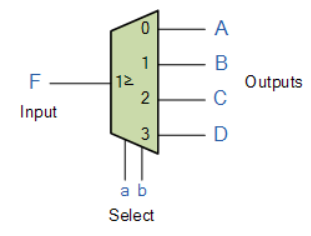 0 A
1 B
F 1≥ Outputs
2 C
Input
3 D
a b
Select